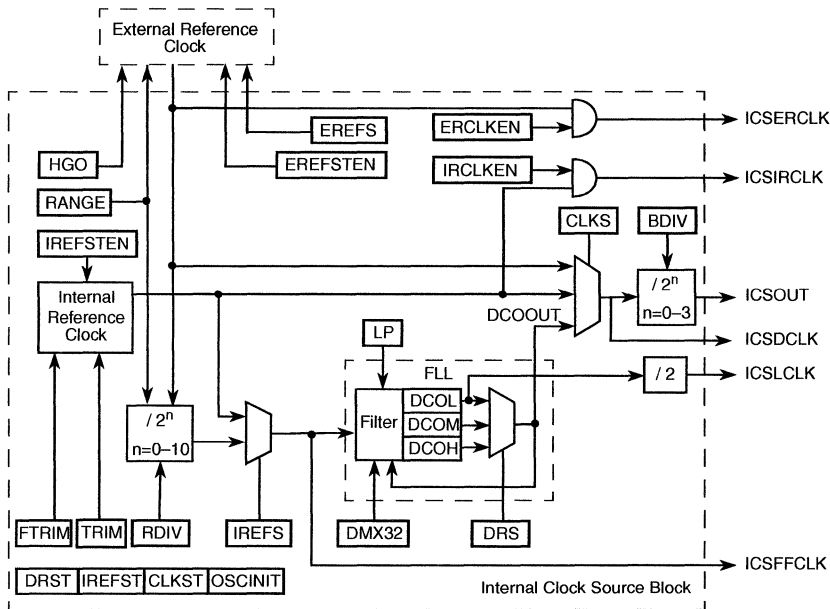 External Reference
Clock
EREFS
ERCLKEN
ICSERCLK
HGO
EREFSTEN
IRCLKEN
ICSIRCLK
RANGE
IREFSTEN
CLKS
BDIV
Internal
Reference
Clock
DCOOUT
/ 2ⁿ
n=0–3
ICSOUT
ICSDCLK
LP
FLL
/ 2
ICSLCLK
/ 2ⁿ
n=0–10
Filter
DCOL
DCOM
DCOH
FTRIM
TRIM
RDIV
IREFS
DMX32
DRS
ICSFFCLK
DRST IREFST CLKST OSCINIT
Internal Clock Source Block